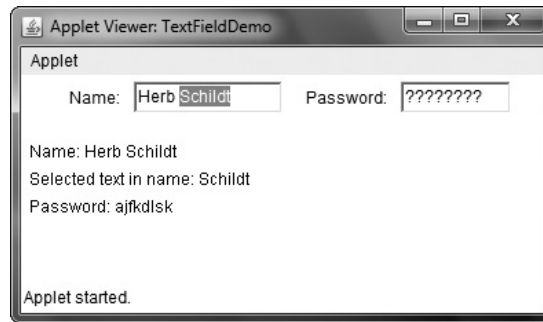 Applet Viewer: TextFieldDemo
Applet
Name: Herb Schildt Password: ????????
Name: Herb Schildt
Selected text in name: Schildt
Password: ajfkdlsk
Applet started.